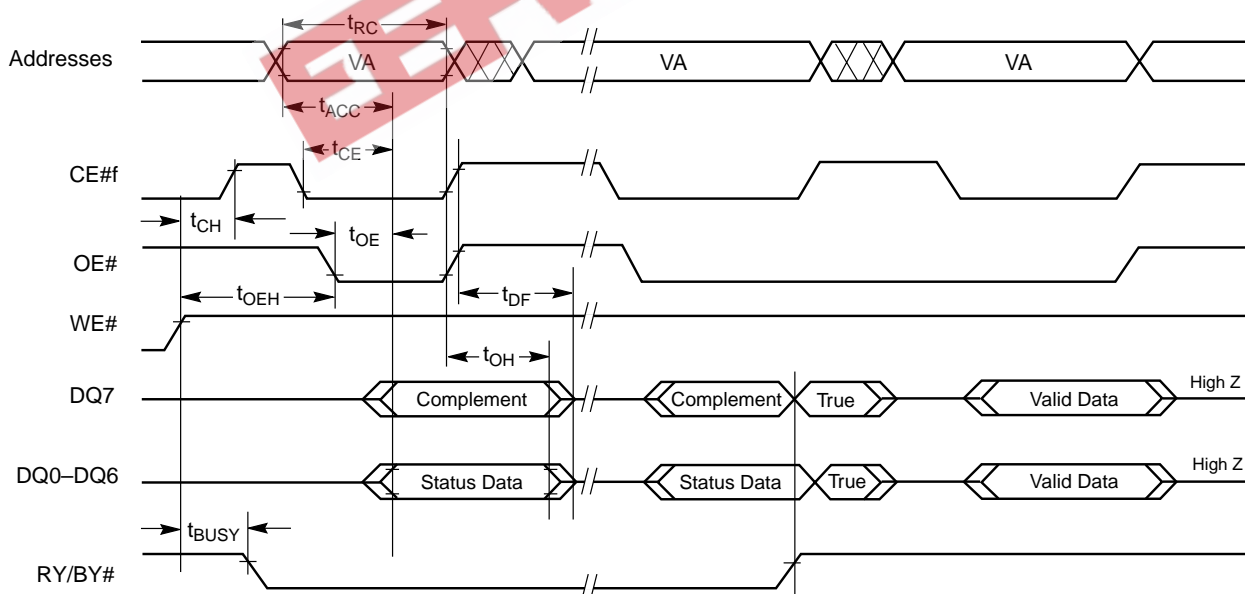 tRC
Addresses VA VA VA
tACC
tCE
CE#f
tCH tOE
OE#
tOEH tDF
WE#
tOH
DQ7 Complement Complement True Valid Data High Z
DQ0–DQ6 Status Data Status Data True Valid Data High Z
tBUSY
RY/BY#